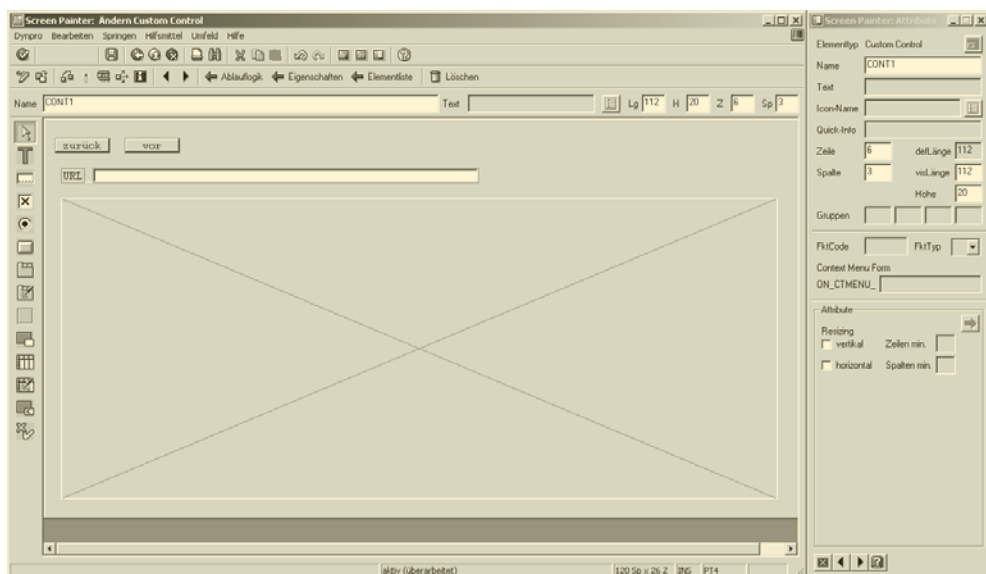 Screen Painter: Ändern Custom Control
Dynpro Bearbeiten Springen Hilfsmittel Umfeld Hilfe
Ablauflogik Eigenschaften Elementliste Löschen
Name CONT1 Text Lg 112 H 20 Z 6 Sp 3
zurück vor
URL
aktiv (überarbeitet) 120 Sp x 26 Z INS PT4
Screen Painter: Attribute
Elementtyp Custom Control
Name CONT1
Text
Icon-Name
Quick-Info
Zeile 6 defLänge 112
Spalte 3 visLänge 112
Höhe 20
Gruppen
FktCode FktTyp
Context Menu Form
ON_CTMENU_
Attribute
Resizing
vertikal Zeilen min.
horizontal Spalten min.